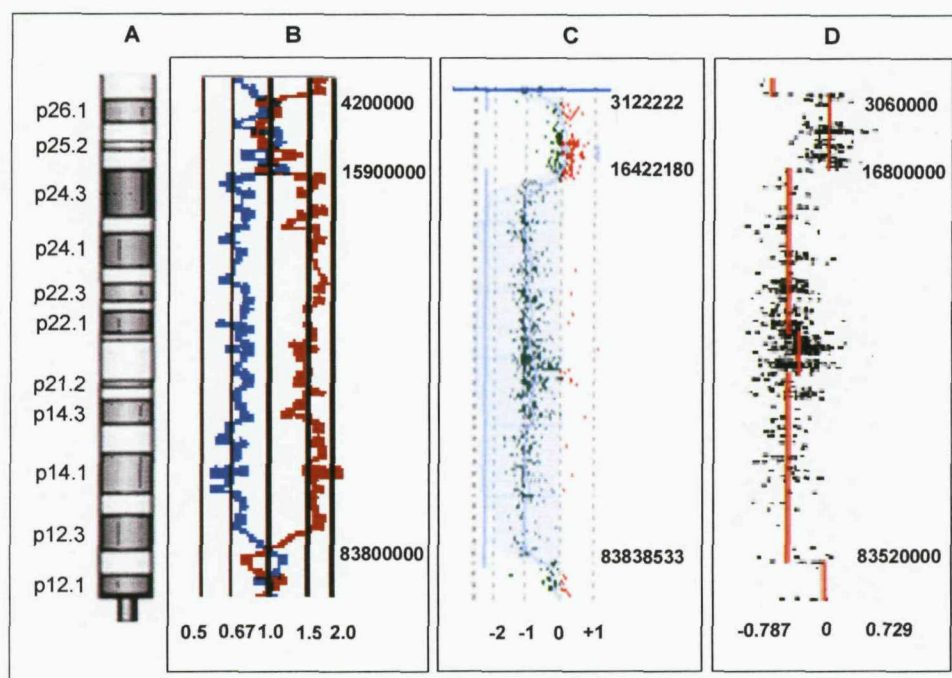 A B C D
p26.1
p25.2
p24.3
p24.1
p22.3
p22.1
p21.2
p14.3
p14.1
p12.3
p12.1
4200000
15900000
83800000
0.5 0.67 1.0 1.5 2.0
3122222
16422180
83838533
-2 -1 0 +1
3060000
16800000
83520000
-0.787 0 0.729